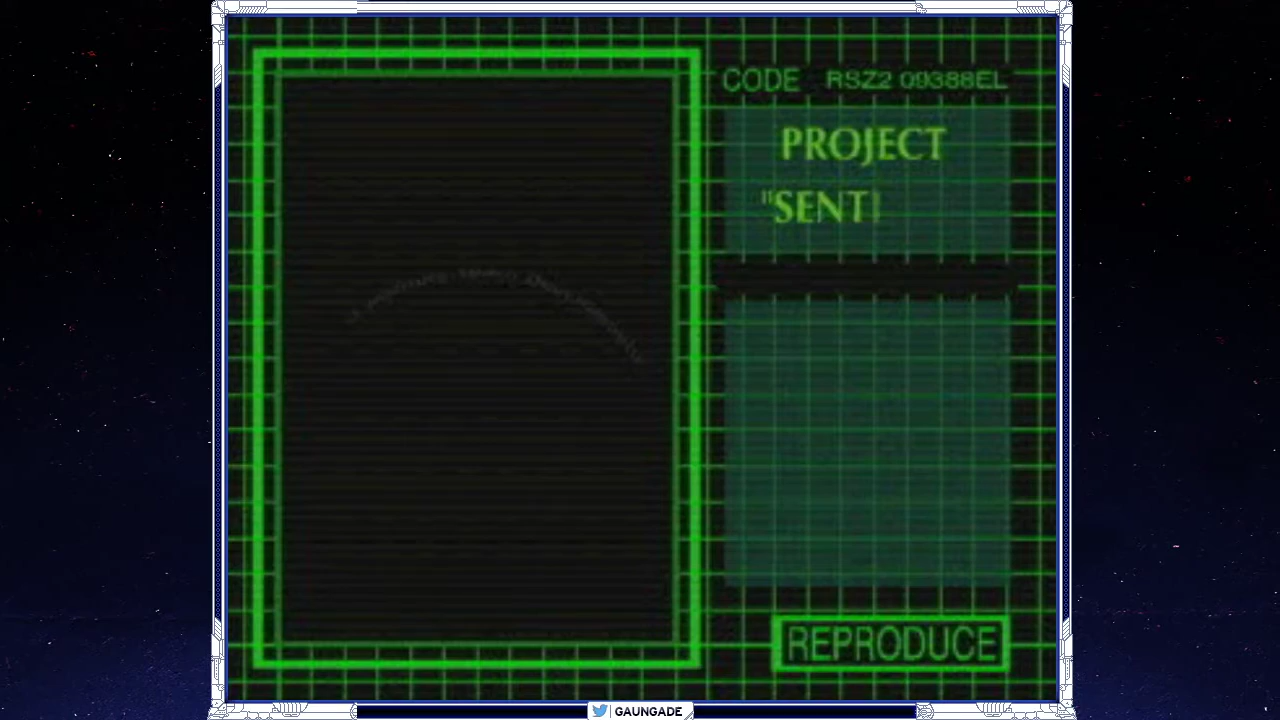 CODE RSZ2 09388EL
PROJECT
"SENTI
REPRODUCE
GAUNGADE